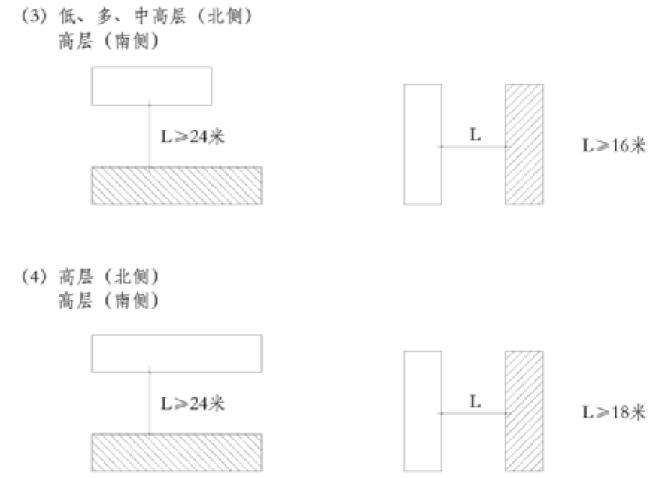 (3) 低、多、中高层 (北侧)
高层 (南侧)
L≥24米
L
L≥16米
(4) 高层 (北侧)
高层 (南侧)
L≥24米
L
L≥18米